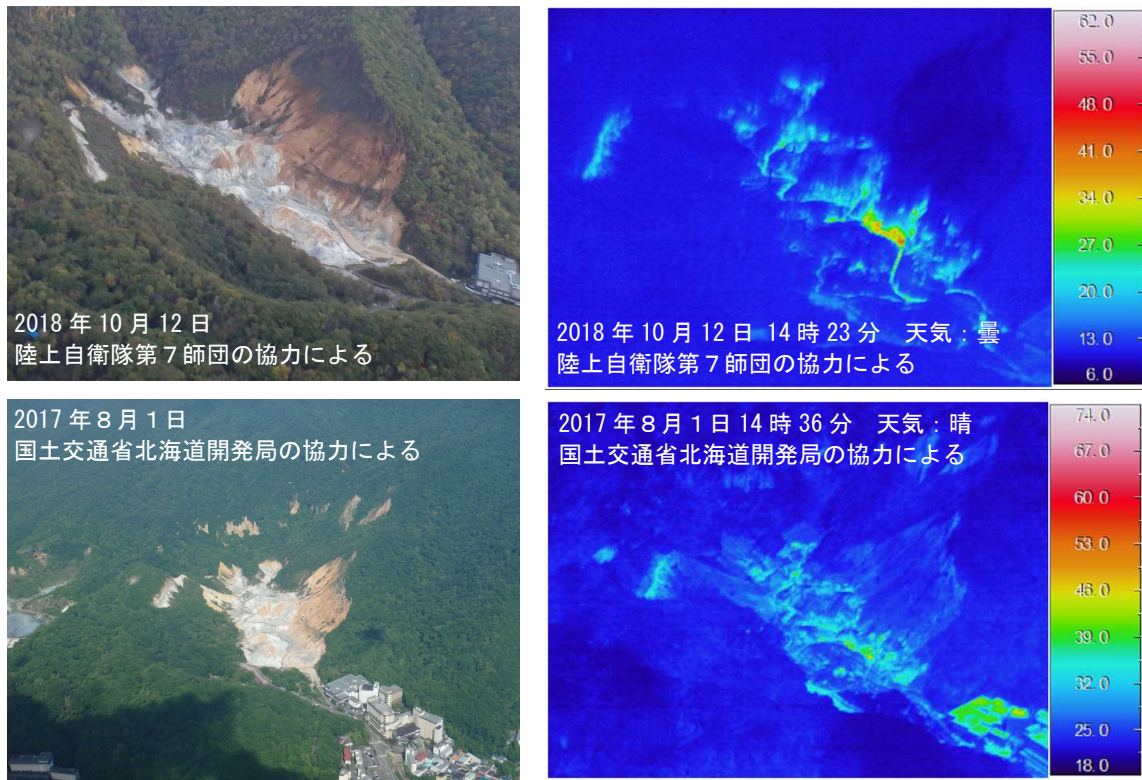 2018年10月12日
陸上自衛隊第7師団の協力による
2018年10月12日 14時23分 天気:曇
陸上自衛隊第7師団の協力による
62.0
55.0
48.0
41.0
34.0
27.0
20.0
13.0
6.0
2017年8月1日
国土交通省北海道開発局の協力による
2017年8月1日 14時36分 天気:晴
国土交通省北海道開発局の協力による
74.0
67.0
60.0
53.0
46.0
39.0
32.0
25.0
18.0